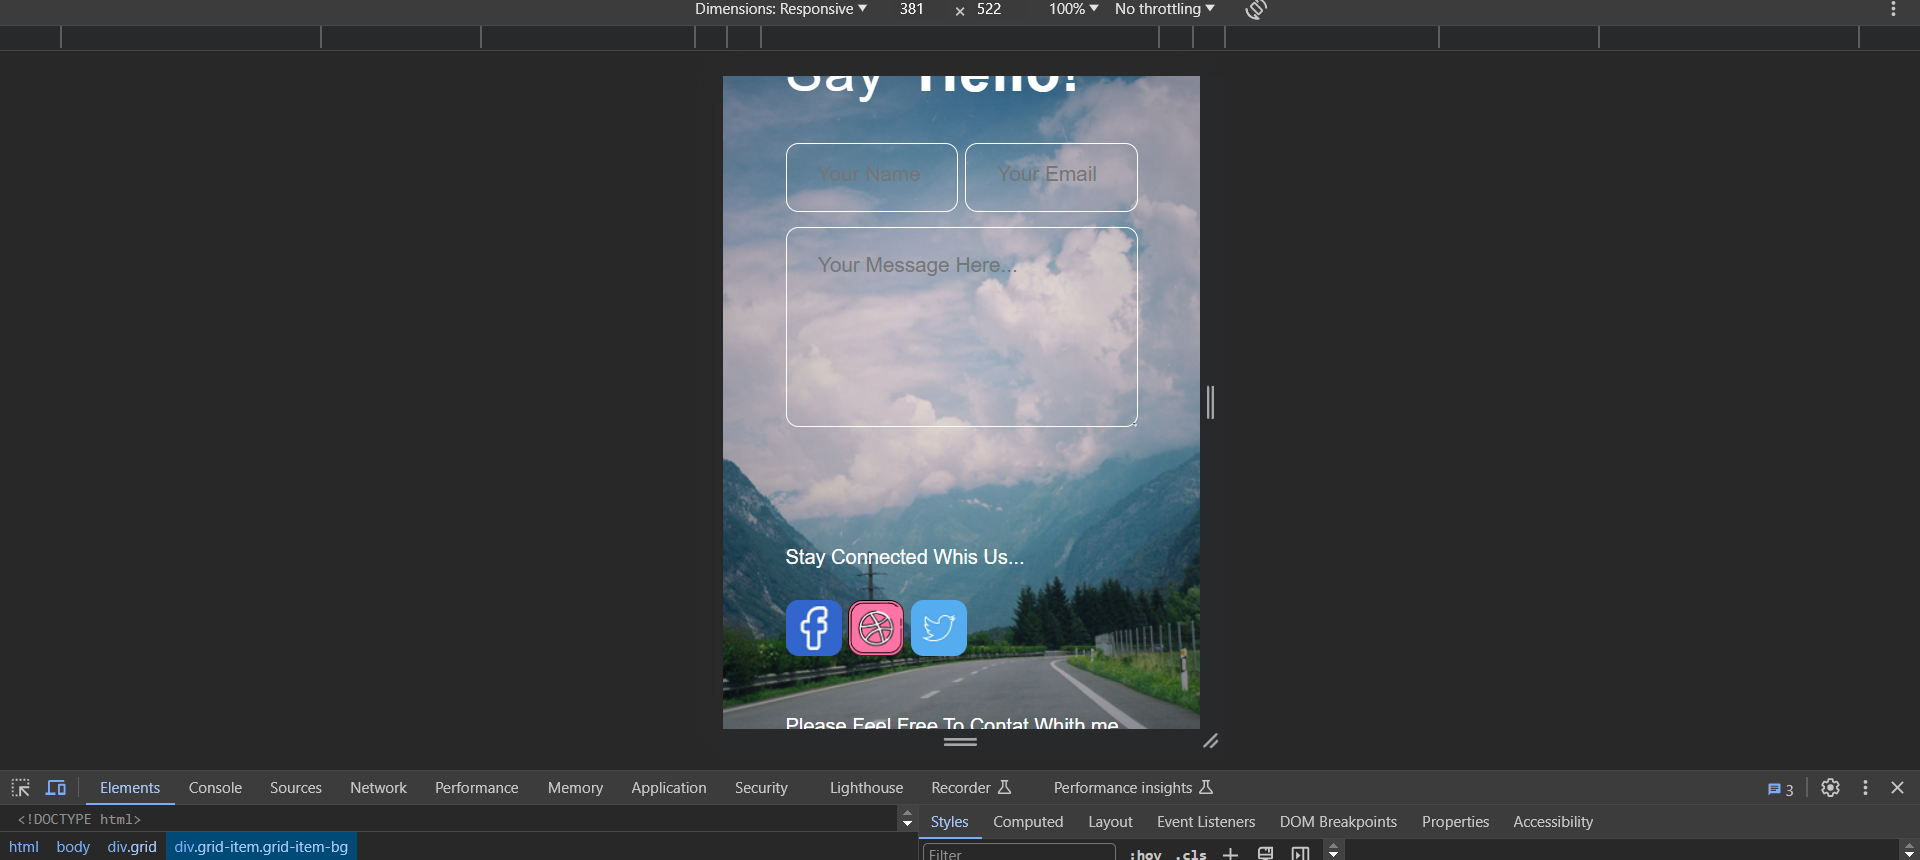 Dimensions: Responsive 381 × 522 100% No throttling
Say Hello!
Your Name Your Email
Your Message Here...
Stay Connected Whis Us...
Please Feel Free To Contat Whith me
Elements Console Sources Network Performance Memory Application Security Lighthouse Recorder Performance insights 3
<!DOCTYPE html>
Styles Computed Layout Event Listeners DOM Breakpoints Properties Accessibility
html body div.grid div.grid-item.grid-item-bg
Filter :hov .cls